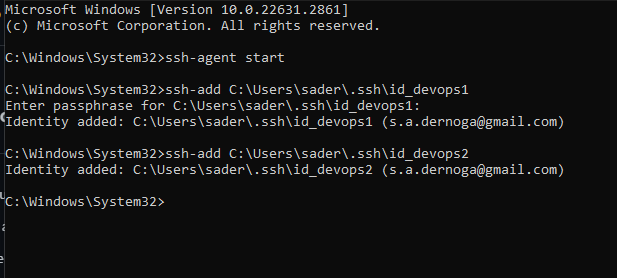 Microsoft Windows [Version 10.0.22631.2861]
(c) Microsoft Corporation. All rights reserved.
C:\Windows\System32>ssh-agent start
C:\Windows\System32>ssh-add C:\Users\sader\.ssh\id_devops1
Enter passphrase for C:\Users\sader\.ssh\id_devops1:
Identity added: C:\Users\sader\.ssh\id_devops1 (s.a.dernoga@gmail.com)
C:\Windows\System32>ssh-add C:\Users\sader\.ssh\id_devops2
Identity added: C:\Users\sader\.ssh\id_devops2 (s.a.dernoga@gmail.com)
C:\Windows\System32>